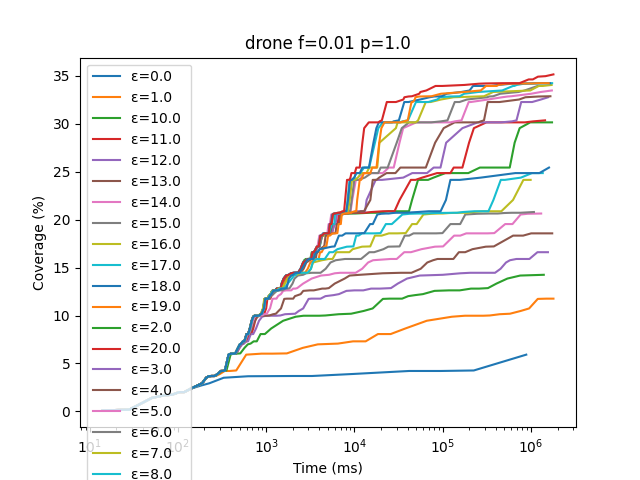 drone f=0.01 p=1.0
Coverage (%)
35
30
25
20
15
10
5
0
ε=0.0
ε=1.0
ε=10.0
ε=11.0
ε=12.0
ε=13.0
ε=14.0
ε=15.0
ε=16.0
ε=17.0
ε=18.0
ε=19.0
ε=2.0
ε=20.0
ε=3.0
ε=4.0
ε=5.0
ε=6.0
ε=7.0
ε=8.0
10¹ 10² 10³ 10⁴ 10⁵ 10⁶
Time (ms)